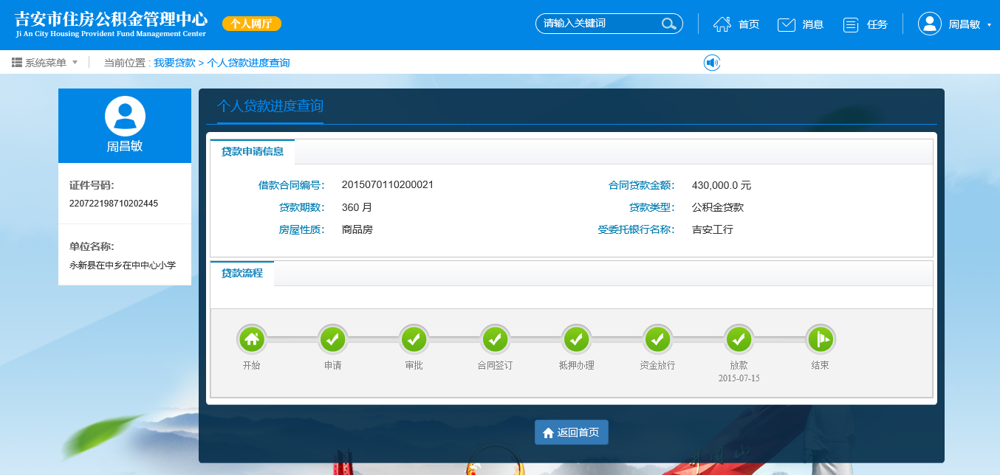 吉安市住房公积金管理中心
Ji An City Housing Provident Fund Management Center
个人网厅
请输入关键词
首页
消息
任务
周昌敏
系统菜单
当前位置 : 我要贷款 > 个人贷款进度查询
周昌敏
证件号码:
220722198710202445
单位名称:
永新县在中乡在中中心小学
个人贷款进度查询
贷款申请信息
借款合同编号: 2015070110200021 合同贷款金额: 430,000.0 元
贷款期数: 360 月 贷款类型: 公积金贷款
房屋性质: 商品房 受委托银行名称: 吉安工行
贷款流程
开始 申请 审批 合同签订 抵押办理 资金放行 放款 结束
2015-07-15
返回首页